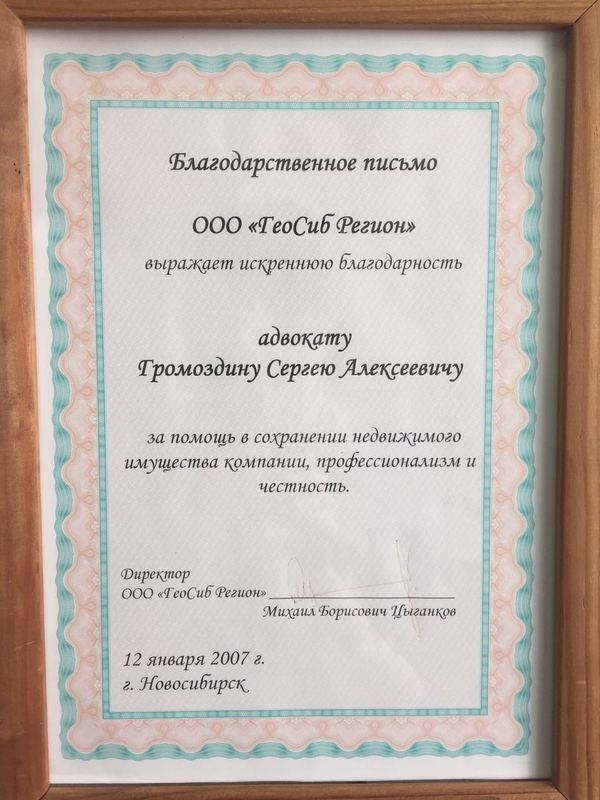 Благодарственное письмо
ООО «ГеоСиб Регион»
выражает искреннюю благодарность
адвокату
Громоздину Сергею Алексеевичу
за помощь в сохранении недвижимого
имущества компании, профессионализм и
честность.
Директор
ООО «ГеоСиб Регион»
Михаил Борисович Цыганков
12 января 2007 г.
г. Новосибирск